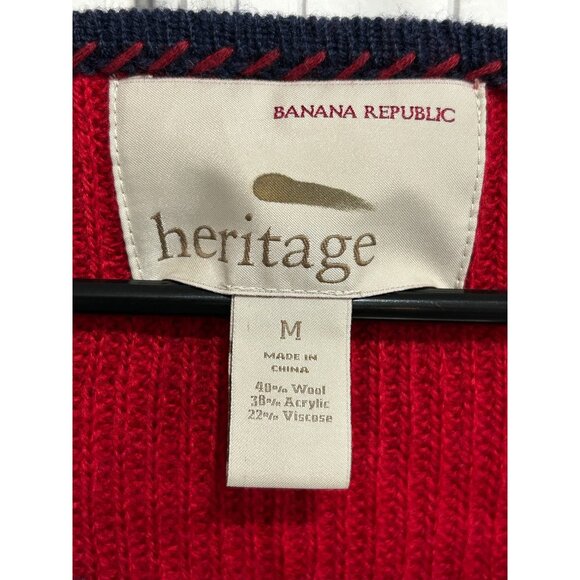 BANANA REPUBLIC
heritage
M
MADE IN
CHINA
40% Wool
38% Acrylic
22% Viscose